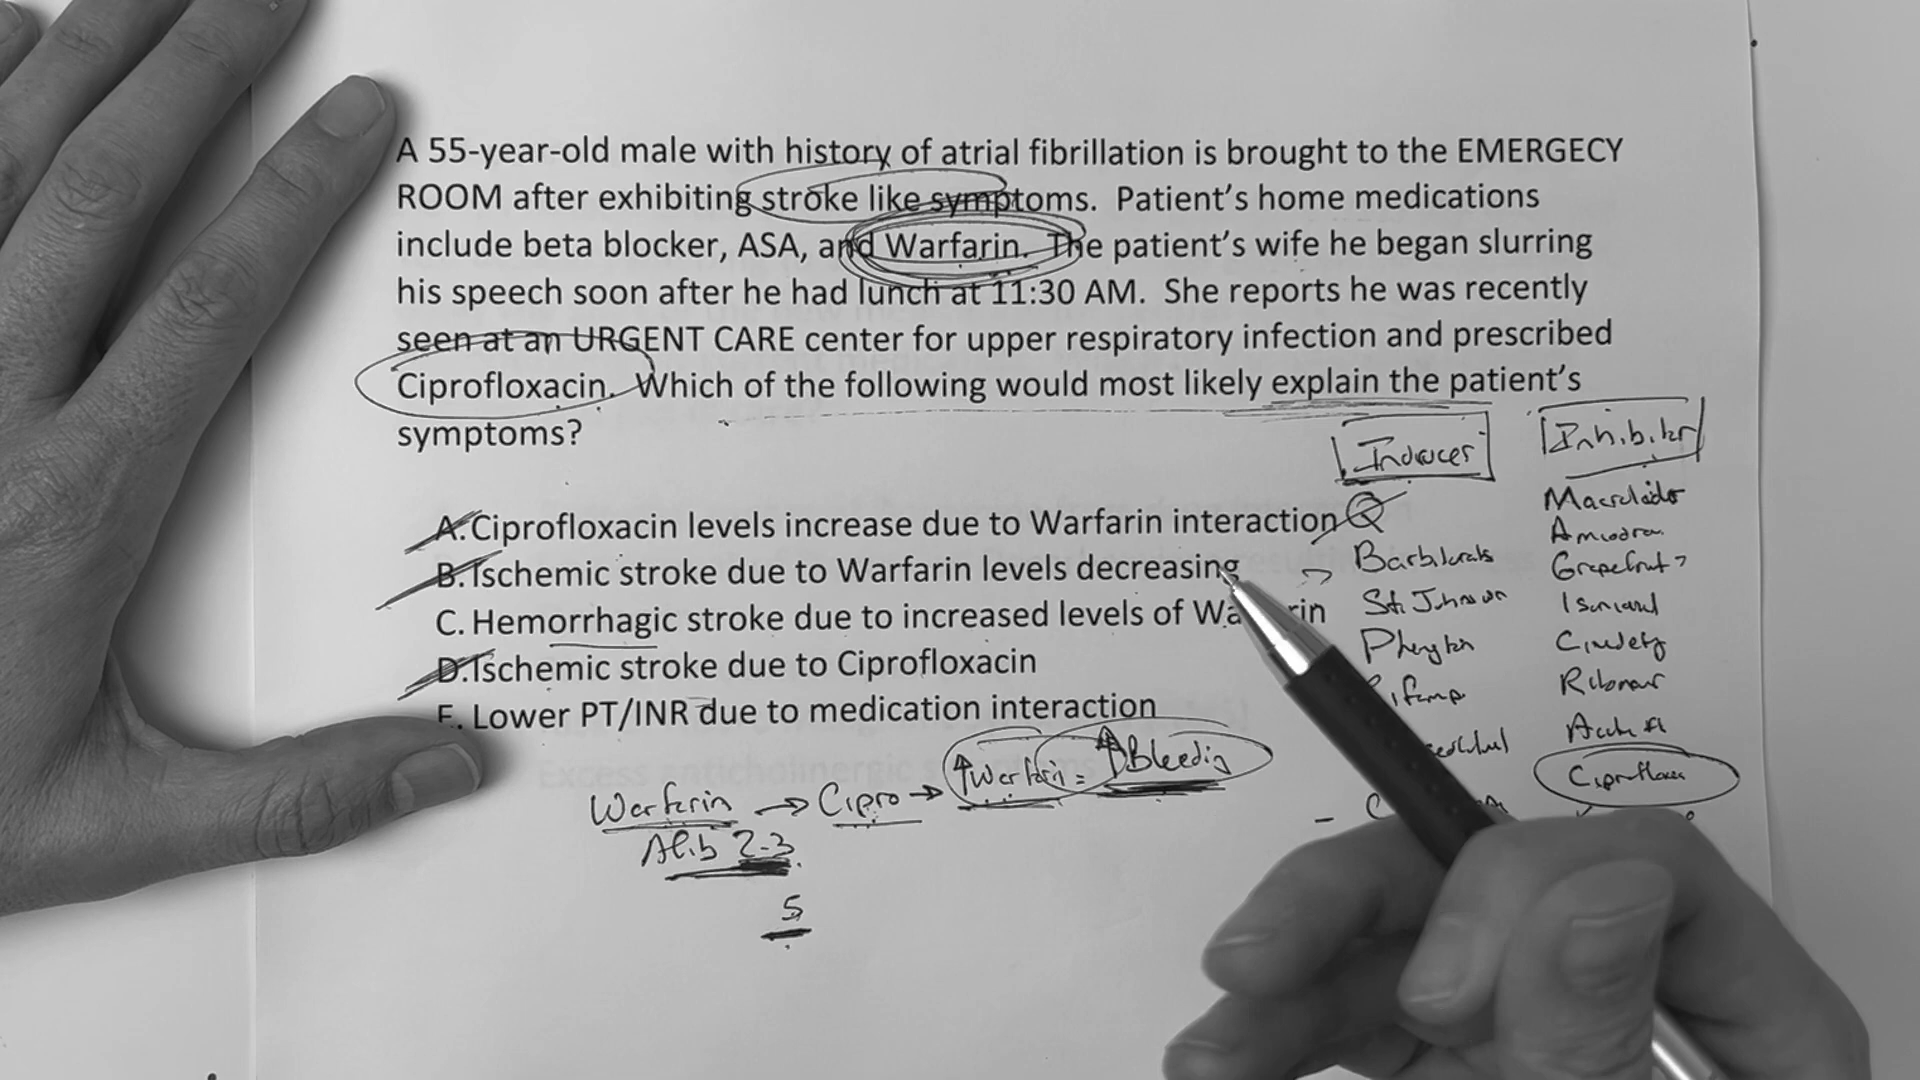 A 55-year-old male with history of atrial fibrillation is brought to the EMERGECY
ROOM after exhibiting stroke like symptoms. Patient's home medications
include beta blocker, ASA, and Warfarin. The patient's wife he began slurring
his speech soon after he had lunch at 11:30 AM. She reports he was recently
seen at an URGENT CARE center for upper respiratory infection and prescribed
Ciprofloxacin. Which of the following would most likely explain the patient's
symptoms?
A. Ciprofloxacin levels increase due to Warfarin interaction
B. Ischemic stroke due to Warfarin levels decreasing
C. Hemorrhagic stroke due to increased levels of Wa rin
D. Ischemic stroke due to Ciprofloxacin
E. Lower PT/INR due to medication interaction
Warfarin → Cipro → ↑Warfarin = ↑Bleeding
Afib 2-3
5
Inducer
Barbiturates
Inhibitor